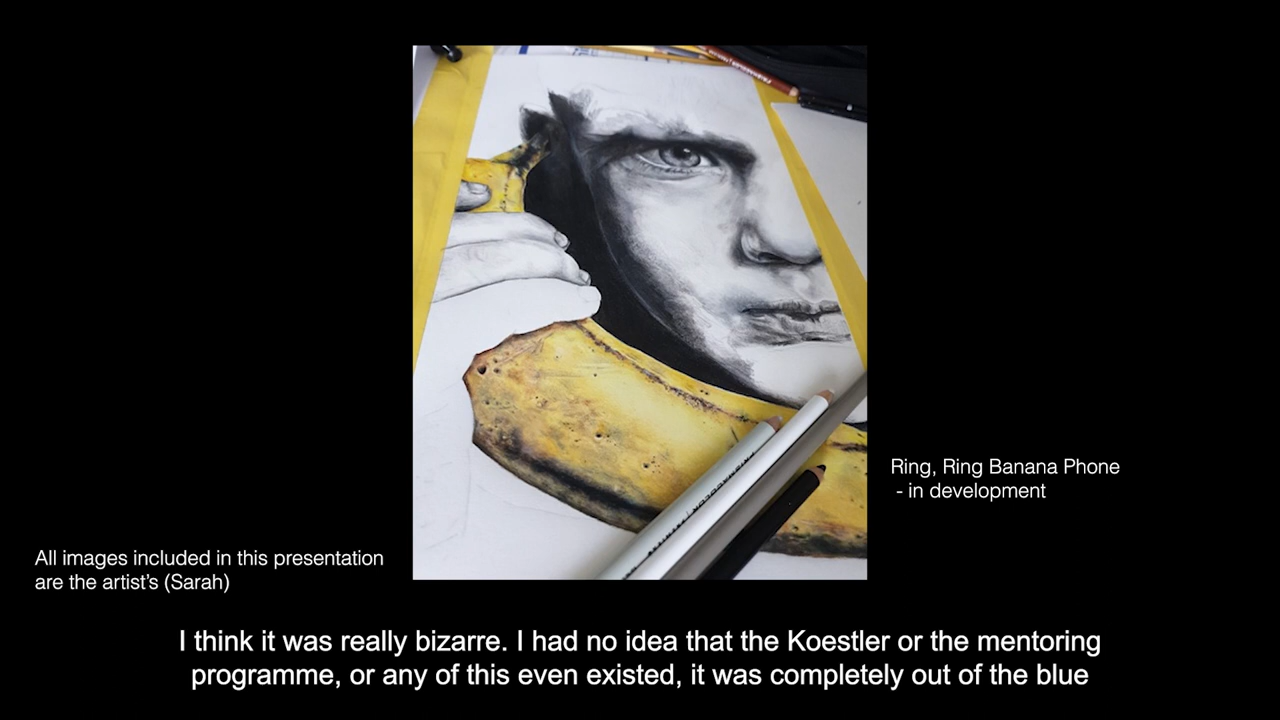 Ring, Ring Banana Phone
- in development
All images included in this presentation
are the artist's (Sarah)
I think it was really bizarre. I had no idea that the Koestler or the mentoring
programme, or any of this even existed, it was completely out of the blue